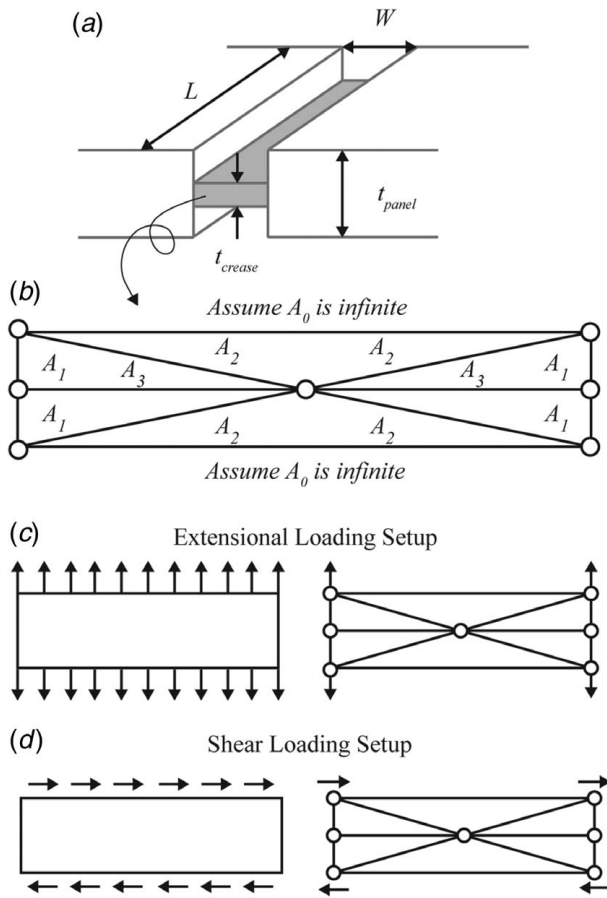 (a)
W
L
t_panel
t_crease
(b)
Assume A_0 is infinite
A_2 A_2
A_1 A_3 A_3 A_1
A_1 A_1
A_2 A_2
Assume A_0 is infinite
(c)
Extensional Loading Setup
(d)
Shear Loading Setup